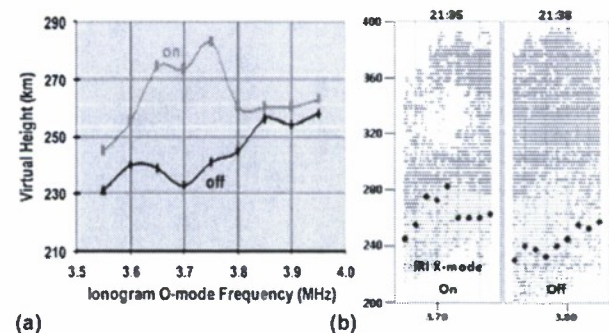 290
270
250
230
210
Virtual Height (km)
on
off
3.5 3.6 3.7 3.8 3.9 4.0
Ionogram O-mode Frequency (MHz)
(a)
21:35 21:38
400
360
320
280
240
200
IRI X-mode
On Off
3.70 3.80
(b)